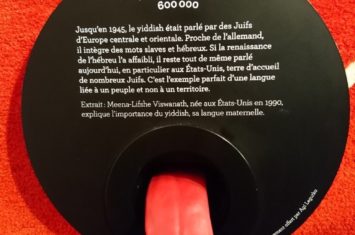 600 000
Jusqu'en 1945, le yiddish était parlé par des Juifs
d'Europe centrale et orientale. Proche de l'allemand,
il intègre des mots slaves et hébreux. Si la renaissance
de l'hébreu l'a affaibli, il reste tout de même parlé
aujourd'hui, en particulier aux États-Unis, terre d'accueil
de nombreux Juifs. C'est l'exemple parfait d'une langue
liée à un peuple et non à un territoire.
Extrait : Meena-Lifshe Viswanath, née aux États-Unis en 1990,
explique l'importance du yiddish, sa langue maternelle.
offert par